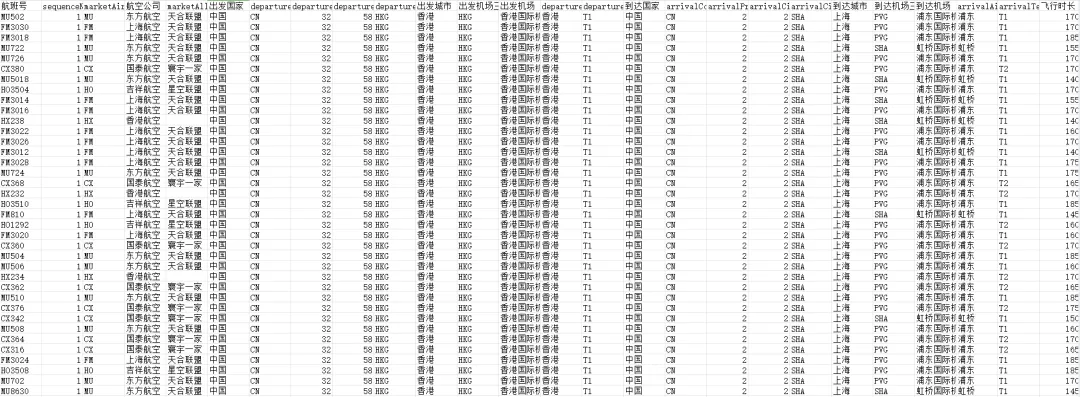 航班号 sequenceN marketAir 航空公司 marketAll 出发国家 departure departure departure departure 出发城市 departure 出发机场三 出发机场 departure departure 到达国家 arrivalCo arrivalPr arrivalCi arrivalCi 到达城市 到达机场三 到达机场 arrivalAi arrivalTe 飞行时长
MU502 1 MU 东方航空 天合联盟 中国 CN 32 58 HKG 香港 HKG 香港国际机 香港 T1 中国 CN 2 2 SHA 上海 PVG 浦东国际机 浦东 T1 170
FM3030 1 FM 上海航空 天合联盟 中国 CN 32 58 HKG 香港 HKG 香港国际机 香港 T1 中国 CN 2 2 SHA 上海 PVG 浦东国际机 浦东 T1 170
FM3018 1 FM 上海航空 天合联盟 中国 CN 32 58 HKG 香港 HKG 香港国际机 香港 T1 中国 CN 2 2 SHA 上海 PVG 浦东国际机 浦东 T1 185
MU722 1 MU 东方航空 天合联盟 中国 CN 32 58 HKG 香港 HKG 香港国际机 香港 T1 中国 CN 2 2 SHA 上海 SHA 虹桥国际机 虹桥 T1 155
MU726 1 MU 东方航空 天合联盟 中国 CN 32 58 HKG 香港 HKG 香港国际机 香港 T1 中国 CN 2 2 SHA 上海 PVG 浦东国际机 浦东 T1 170
CX380 1 CX 国泰航空 寰宇一家 中国 CN 32 58 HKG 香港 HKG 香港国际机 香港 T1 中国 CN 2 2 SHA 上海 PVG 浦东国际机 浦东 T2 170
MU5018 1 MU 东方航空 天合联盟 中国 CN 32 58 HKG 香港 HKG 香港国际机 香港 T1 中国 CN 2 2 SHA 上海 SHA 虹桥国际机 虹桥 T1 140
HO3504 1 HO 吉祥航空 星空联盟 中国 CN 32 58 HKG 香港 HKG 香港国际机 香港 T1 中国 CN 2 2 SHA 上海 PVG 浦东国际机 浦东 T1 170
FM3014 1 FM 上海航空 天合联盟 中国 CN 32 58 HKG 香港 HKG 香港国际机 香港 T1 中国 CN 2 2 SHA 上海 SHA 虹桥国际机 虹桥 T1 155
FM3016 1 FM 上海航空 天合联盟 中国 CN 32 58 HKG 香港 HKG 香港国际机 香港 T1 中国 CN 2 2 SHA 上海 PVG 浦东国际机 浦东 T1 170
HX238 1 HX 香港航空 中国 CN 32 58 HKG 香港 HKG 香港国际机 香港 T1 中国 CN 2 2 SHA 上海 SHA 虹桥国际机 虹桥 T1 140
FM3022 1 FM 上海航空 天合联盟 中国 CN 32 58 HKG 香港 HKG 香港国际机 香港 T1 中国 CN 2 2 SHA 上海 PVG 浦东国际机 浦东 T1 160
FM3026 1 FM 上海航空 天合联盟 中国 CN 32 58 HKG 香港 HKG 香港国际机 香港 T1 中国 CN 2 2 SHA 上海 PVG 浦东国际机 浦东 T1 170
FM3012 1 FM 上海航空 天合联盟 中国 CN 32 58 HKG 香港 HKG 香港国际机 香港 T1 中国 CN 2 2 SHA 上海 SHA 虹桥国际机 虹桥 T1 140
FM3028 1 FM 上海航空 天合联盟 中国 CN 32 58 HKG 香港 HKG 香港国际机 香港 T1 中国 CN 2 2 SHA 上海 PVG 浦东国际机 浦东 T1 175
MU724 1 MU 东方航空 天合联盟 中国 CN 32 58 HKG 香港 HKG 香港国际机 香港 T1 中国 CN 2 2 SHA 上海 PVG 浦东国际机 浦东 T1 175
CX368 1 CX 国泰航空 寰宇一家 中国 CN 32 58 HKG 香港 HKG 香港国际机 香港 T1 中国 CN 2 2 SHA 上海 PVG 浦东国际机 浦东 T2 165
HX232 1 HX 香港航空 中国 CN 32 58 HKG 香港 HKG 香港国际机 香港 T1 中国 CN 2 2 SHA 上海 PVG 浦东国际机 浦东 T2 170
HO3510 1 HO 吉祥航空 星空联盟 中国 CN 32 58 HKG 香港 HKG 香港国际机 香港 T1 中国 CN 2 2 SHA 上海 PVG 浦东国际机 浦东 T1 185
FM810 1 FM 上海航空 天合联盟 中国 CN 32 58 HKG 香港 HKG 香港国际机 香港 T1 中国 CN 2 2 SHA 上海 SHA 虹桥国际机 虹桥 T1 145
HO1292 1 HO 吉祥航空 星空联盟 中国 CN 32 58 HKG 香港 HKG 香港国际机 香港 T1 中国 CN 2 2 SHA 上海 PVG 浦东国际机 浦东 T1 160
FM3020 1 FM 上海航空 天合联盟 中国 CN 32 58 HKG 香港 HKG 香港国际机 香港 T1 中国 CN 2 2 SHA 上海 PVG 浦东国际机 浦东 T1 160
CX360 1 CX 国泰航空 寰宇一家 中国 CN 32 58 HKG 香港 HKG 香港国际机 香港 T1 中国 CN 2 2 SHA 上海 PVG 浦东国际机 浦东 T2 170
MU504 1 MU 东方航空 天合联盟 中国 CN 32 58 HKG 香港 HKG 香港国际机 香港 T1 中国 CN 2 2 SHA 上海 PVG 浦东国际机 浦东 T1 185
MU506 1 MU 东方航空 天合联盟 中国 CN 32 58 HKG 香港 HKG 香港国际机 香港 T1 中国 CN 2 2 SHA 上海 PVG 浦东国际机 浦东 T1 160
HX234 1 HX 香港航空 中国 CN 32 58 HKG 香港 HKG 香港国际机 香港 T1 中国 CN 2 2 SHA 上海 PVG 浦东国际机 浦东 T2 160
CX362 1 CX 国泰航空 寰宇一家 中国 CN 32 58 HKG 香港 HKG 香港国际机 香港 T1 中国 CN 2 2 SHA 上海 PVG 浦东国际机 浦东 T2 165
MU510 1 MU 东方航空 天合联盟 中国 CN 32 58 HKG 香港 HKG 香港国际机 香港 T1 中国 CN 2 2 SHA 上海 PVG 浦东国际机 浦东 T1 185
CX376 1 CX 国泰航空 寰宇一家 中国 CN 32 58 HKG 香港 HKG 香港国际机 香港 T1 中国 CN 2 2 SHA 上海 PVG 浦东国际机 浦东 T2 175
CX342 1 CX 国泰航空 寰宇一家 中国 CN 32 58 HKG 香港 HKG 香港国际机 香港 T1 中国 CN 2 2 SHA 上海 SHA 虹桥国际机 虹桥 T1 150
MU508 1 MU 东方航空 天合联盟 中国 CN 32 58 HKG 香港 HKG 香港国际机 香港 T1 中国 CN 2 2 SHA 上海 PVG 浦东国际机 浦东 T1 160
CX364 1 CX 国泰航空 寰宇一家 中国 CN 32 58 HKG 香港 HKG 香港国际机 香港 T1 中国 CN 2 2 SHA 上海 PVG 浦东国际机 浦东 T2 170
CX316 1 CX 国泰航空 寰宇一家 中国 CN 32 58 HKG 香港 HKG 香港国际机 香港 T1 中国 CN 2 2 SHA 上海 PVG 浦东国际机 浦东 T2 165
FM3024 1 FM 上海航空 天合联盟 中国 CN 32 58 HKG 香港 HKG 香港国际机 香港 T1 中国 CN 2 2 SHA 上海 PVG 浦东国际机 浦东 T1 185
HO3508 1 HO 吉祥航空 星空联盟 中国 CN 32 58 HKG 香港 HKG 香港国际机 香港 T1 中国 CN 2 2 SHA 上海 PVG 浦东国际机 浦东 T1 185
MU702 1 MU 东方航空 天合联盟 中国 CN 32 58 HKG 香港 HKG 香港国际机 香港 T1 中国 CN 2 2 SHA 上海 PVG 浦东国际机 浦东 T1 170
MU8630 1 MU 东方航空 天合联盟 中国 CN 32 58 HKG 香港 HKG 香港国际机 香港 T1 中国 CN 2 2 SHA 上海 SHA 虹桥国际机 虹桥 T1 145